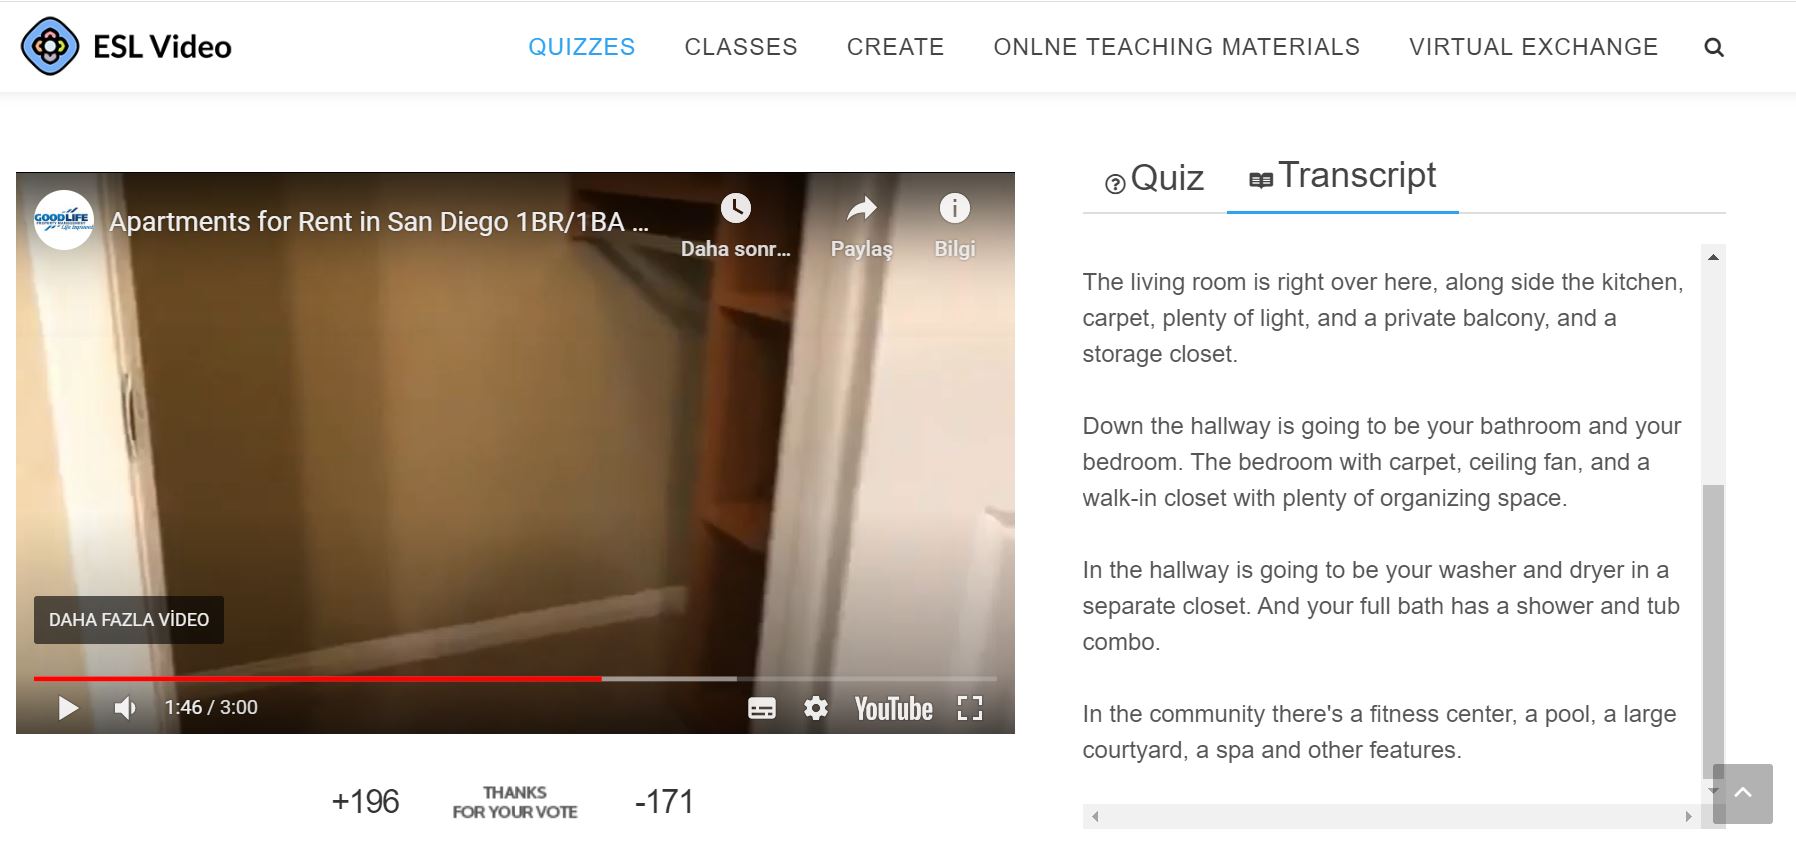 ESL Video
QUIZZES
CLASSES
CREATE
ONLNE TEACHING MATERIALS
VIRTUAL EXCHANGE
GOODLIFE
Apartments for Rent in San Diego 1BR/1BA ...
Daha sonr...
Paylaş
Bilgi
DAHA FAZLA VİDEO
1:46 / 3:00
YouTube
+196
THANKS
FOR YOUR VOTE
-171
Quiz
Transcript
The living room is right over here, along side the kitchen,
carpet, plenty of light, and a private balcony, and a
storage closet.
Down the hallway is going to be your bathroom and your
bedroom. The bedroom with carpet, ceiling fan, and a
walk-in closet with plenty of organizing space.
In the hallway is going to be your washer and dryer in a
separate closet. And your full bath has a shower and tub
combo.
In the community there's a fitness center, a pool, a large
courtyard, a spa and other features.